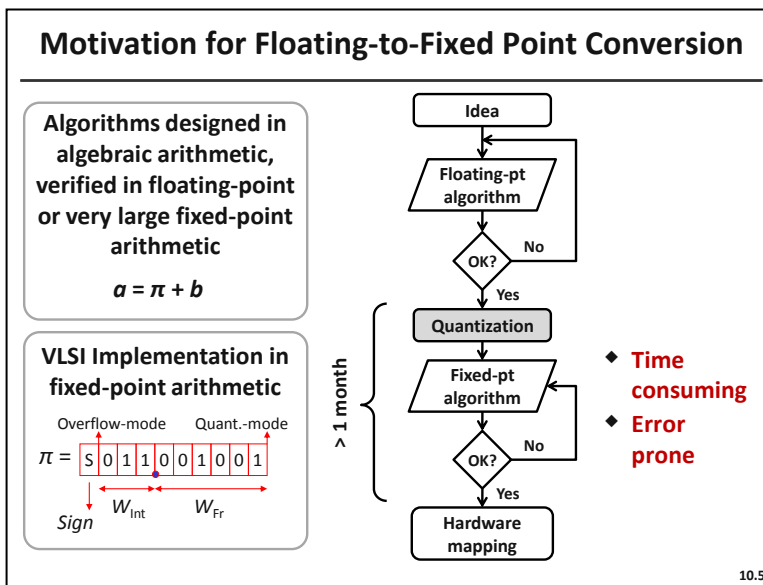 Motivation for Floating-to-Fixed Point Conversion
Algorithms designed in
algebraic arithmetic,
verified in floating-point
or very large fixed-point
arithmetic
a = π + b
VLSI Implementation in
fixed-point arithmetic
Overflow-mode
Quant.-mode
π = S 0 1 1 0 0 1 0 0 1
Sign
W_Int
W_Fr
Idea
Floating-pt
algorithm
OK?
No
Yes
> 1 month
Quantization
Fixed-pt
algorithm
OK?
No
Yes
Hardware
mapping
◆ Time
consuming
◆ Error
prone
10.5